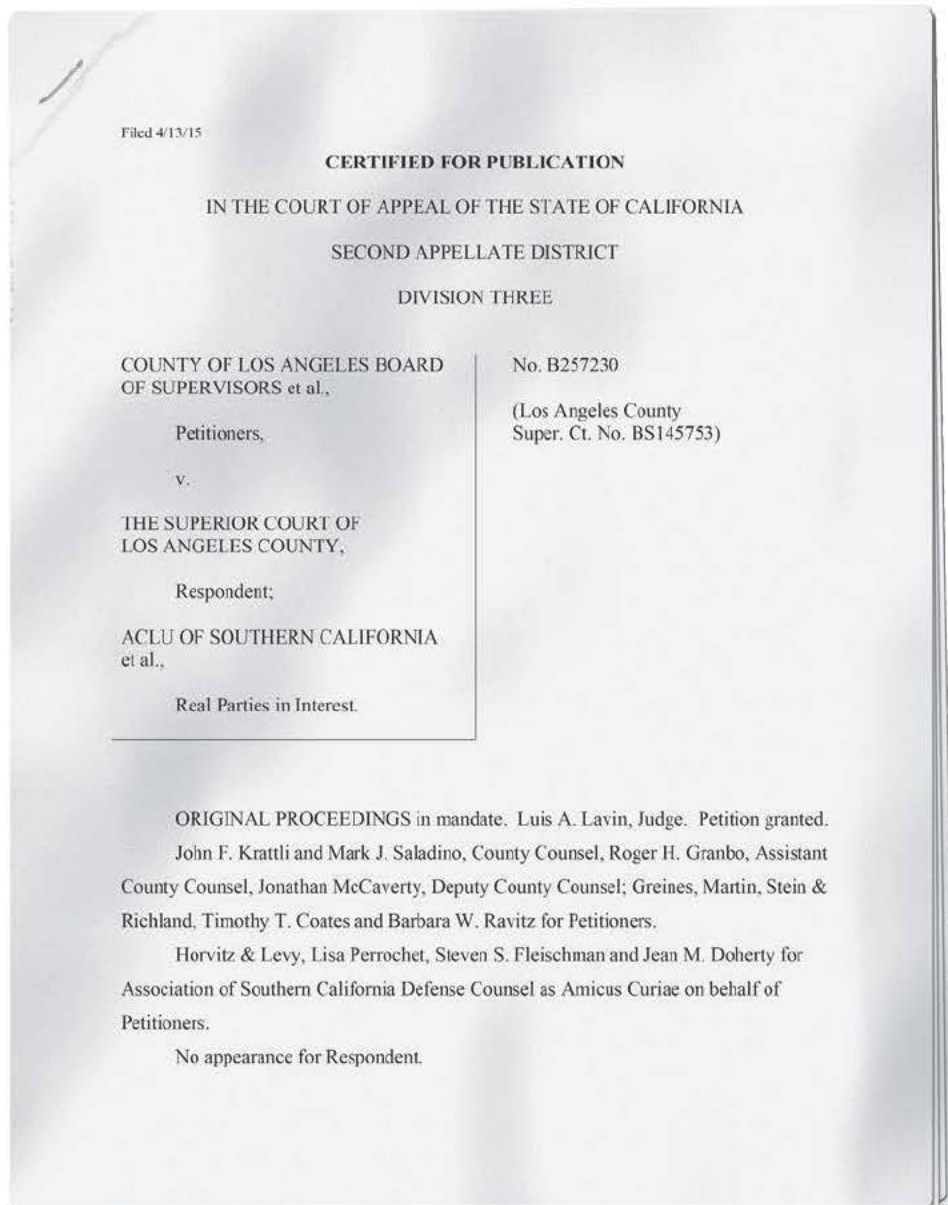 Filed 4/13/15
CERTIFIED FOR PUBLICATION
IN THE COURT OF APPEAL OF THE STATE OF CALIFORNIA
SECOND APPELLATE DISTRICT
DIVISION THREE
COUNTY OF LOS ANGELES BOARD
OF SUPERVISORS et al.,
Petitioners,
v.
THE SUPERIOR COURT OF
LOS ANGELES COUNTY,
Respondent;
ACLU OF SOUTHERN CALIFORNIA
et al.,
Real Parties in Interest.
No. B257230
(Los Angeles County
Super. Ct. No. BS145753)
ORIGINAL PROCEEDINGS in mandate. Luis A. Lavin, Judge. Petition granted.
John F. Krattli and Mark J. Saladino, County Counsel, Roger H. Granbo, Assistant
County Counsel, Jonathan McCaverty, Deputy County Counsel; Greines, Martin, Stein &
Richland, Timothy T. Coates and Barbara W. Ravitz for Petitioners.
Horvitz & Levy, Lisa Perrochet, Steven S. Fleischman and Jean M. Doherty for
Association of Southern California Defense Counsel as Amicus Curiae on behalf of
Petitioners.
No appearance for Respondent.